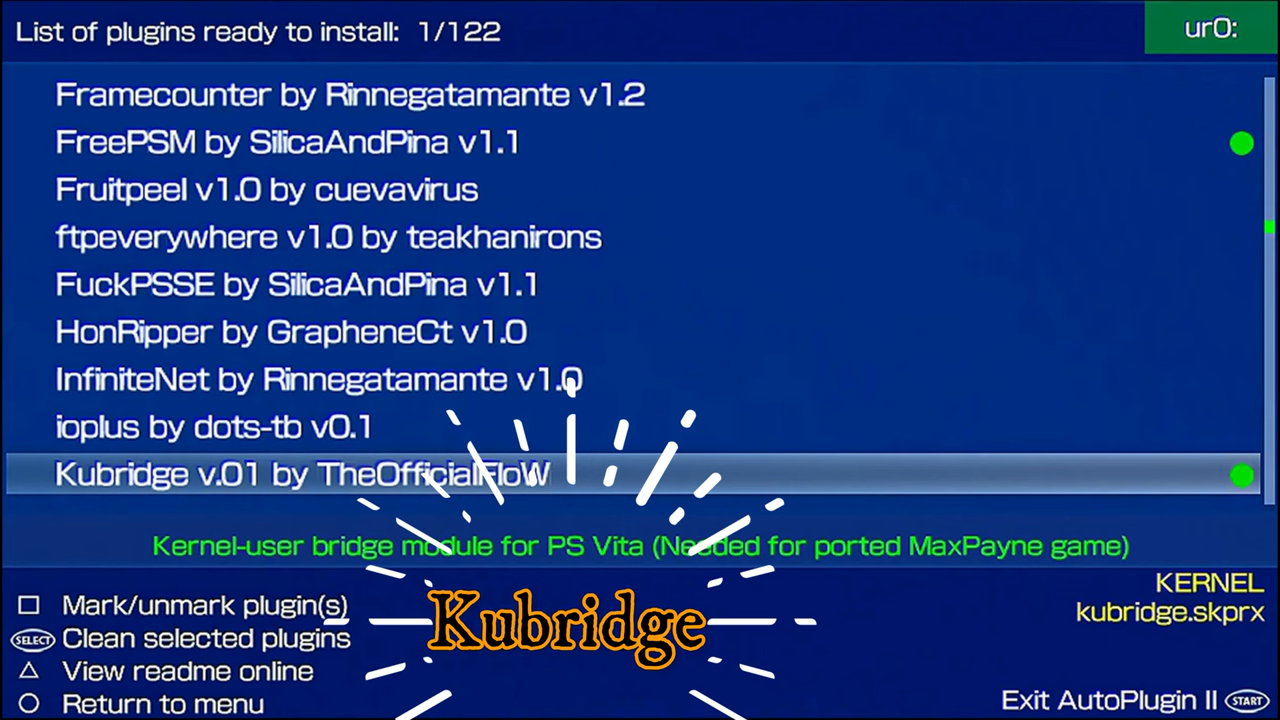 List of plugins ready to install: 1/122
ur0:
Framecounter by Rinnegatamante v1.2
FreePSM by SilicaAndPina v1.1
Fruitpeel v1.0 by cuevavirus
ftpeverywhere v1.0 by teakhanirons
FuckPSSE by SilicaAndPina v1.1
HonRipper by GrapheneCt v1.0
InfiniteNet by Rinnegatamante v1.0
ioplus by dots-tb v0.1
Kubridge v.01 by TheOfficialFloW
Kernel-user bridge module for PS Vita (Needed for ported MaxPayne game)
KERNEL
kubridge.skprx
Mark/unmark plugin(s)
SELECT Clean selected plugins
View readme online
Return to menu
Kubridge
Exit AutoPlugin II START